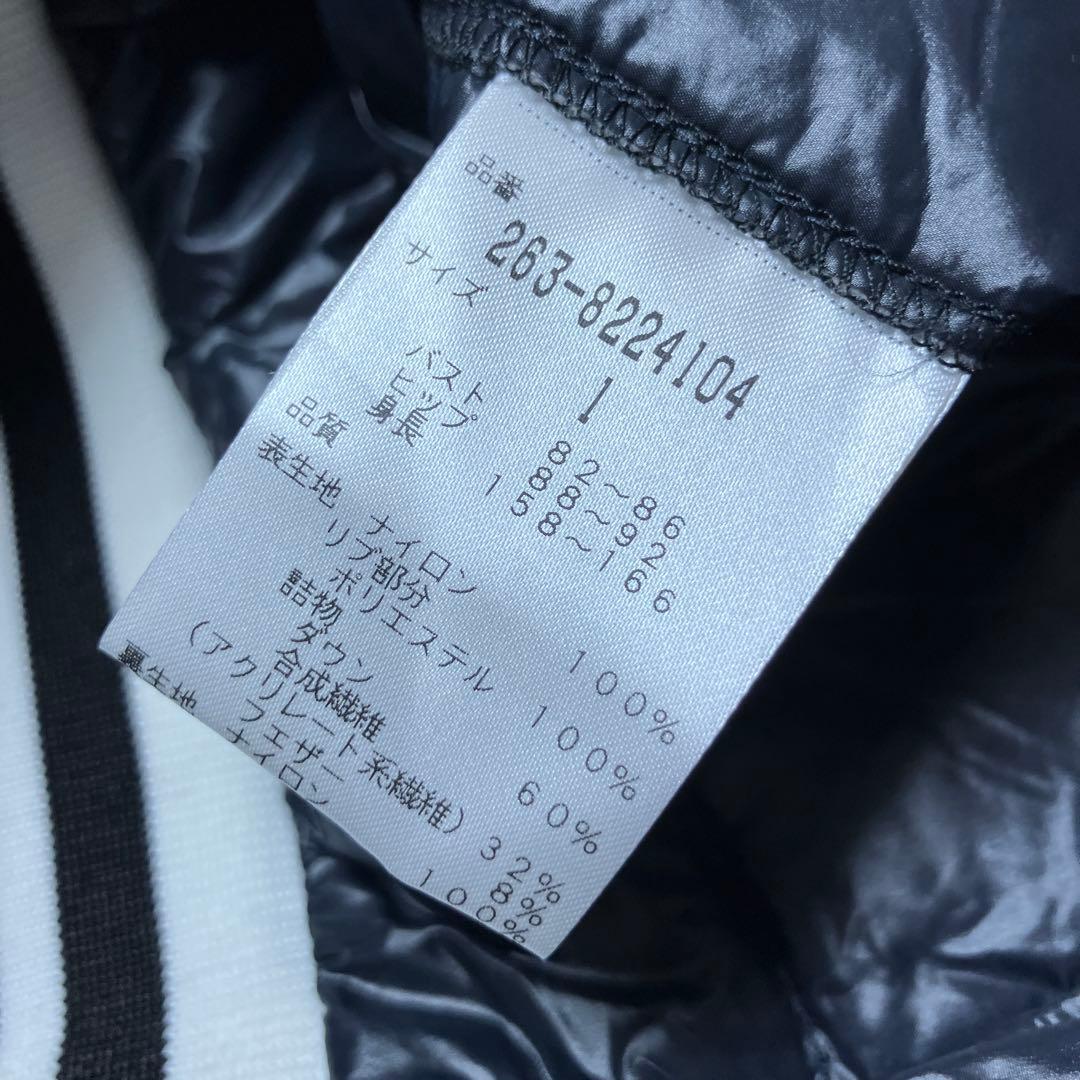 品番
263-8224104
サイズ 1
バスト 82～86
ヒップ 88～92
身長 158～166
品質
表生地
ナイロン 100%
リブ部分
ポリエステル 100%
詰物
ダウン 60%
合成繊維
(アクリレート系繊維) 32%
フエザー 8%
裏生地
ナイロン 100%